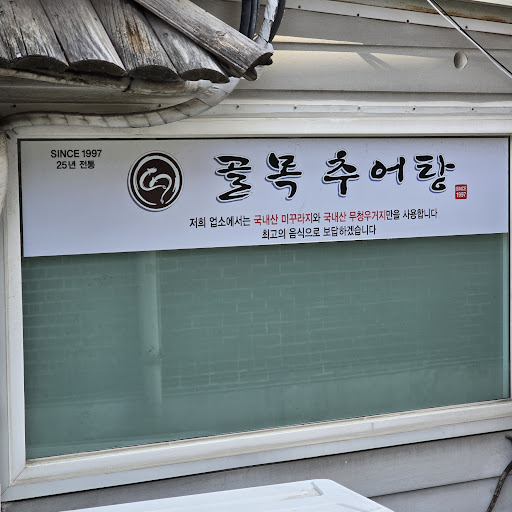 SINCE 1997
25년 전통
골목 추어탕
SINCE 1997
저희 업소에서는 국내산 미꾸라지와 국내산 무청우거지만을 사용합니다
최고의 음식으로 보답하겠습니다